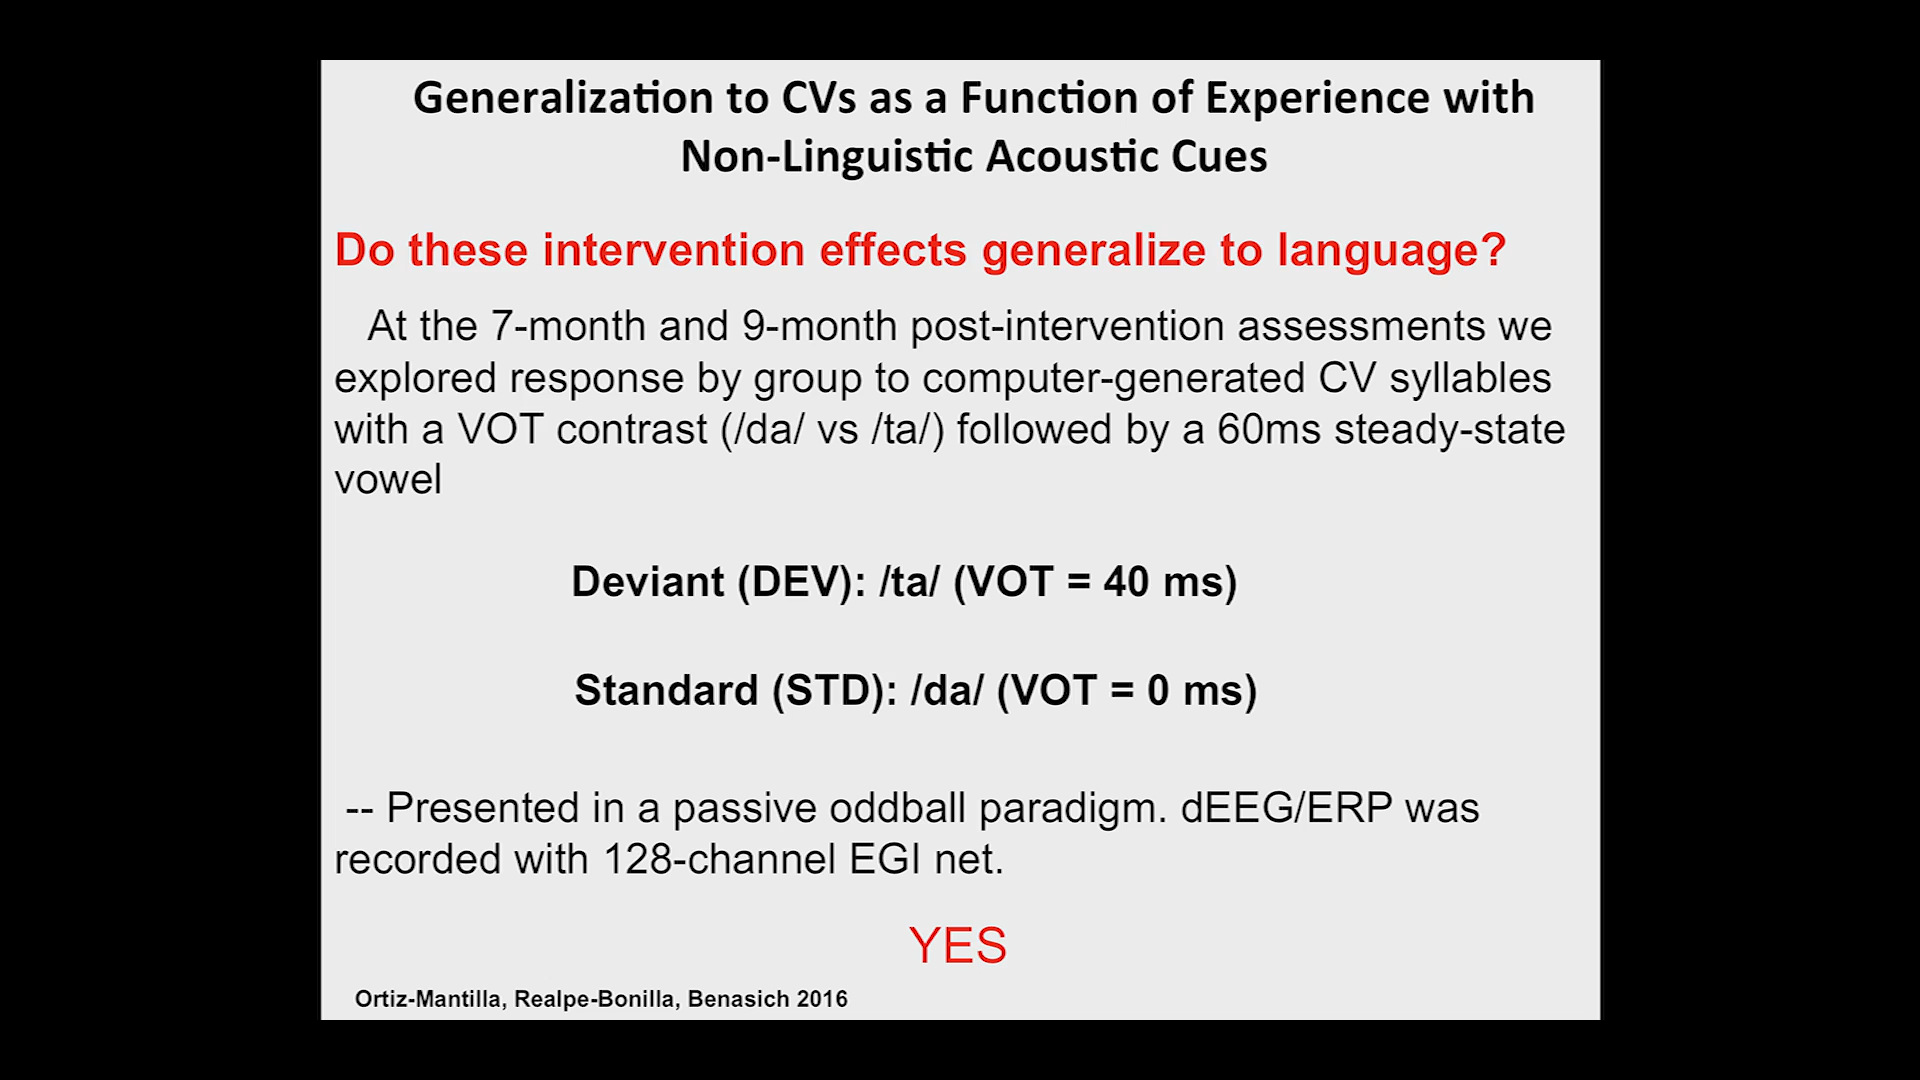 Generalization to CVs as a Function of Experience with
Non-Linguistic Acoustic Cues
Do these intervention effects generalize to language?
At the 7-month and 9-month post-intervention assessments we
explored response by group to computer-generated CV syllables
with a VOT contrast (/da/ vs /ta/) followed by a 60ms steady-state
vowel
Deviant (DEV): /ta/ (VOT = 40 ms)
Standard (STD): /da/ (VOT = 0 ms)
-- Presented in a passive oddball paradigm. dEEG/ERP was
recorded with 128-channel EGI net.
YES
Ortiz-Mantilla, Realpe-Bonilla, Benasich 2016